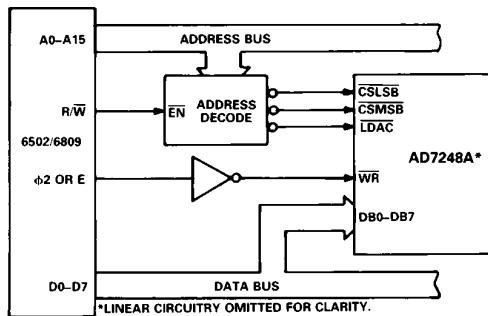 A0–A15
ADDRESS BUS
R/W̅
E̅N̅
ADDRESS
DECODE
C̅S̅L̅S̅B̅
C̅S̅M̅S̅B̅
L̅D̅A̅C̅
6502/6809
AD7248A*
ϕ2 OR E
W̅R̅
DB0–DB7
D0–D7
DATA BUS
*LINEAR CIRCUITRY OMITTED FOR CLARITY.